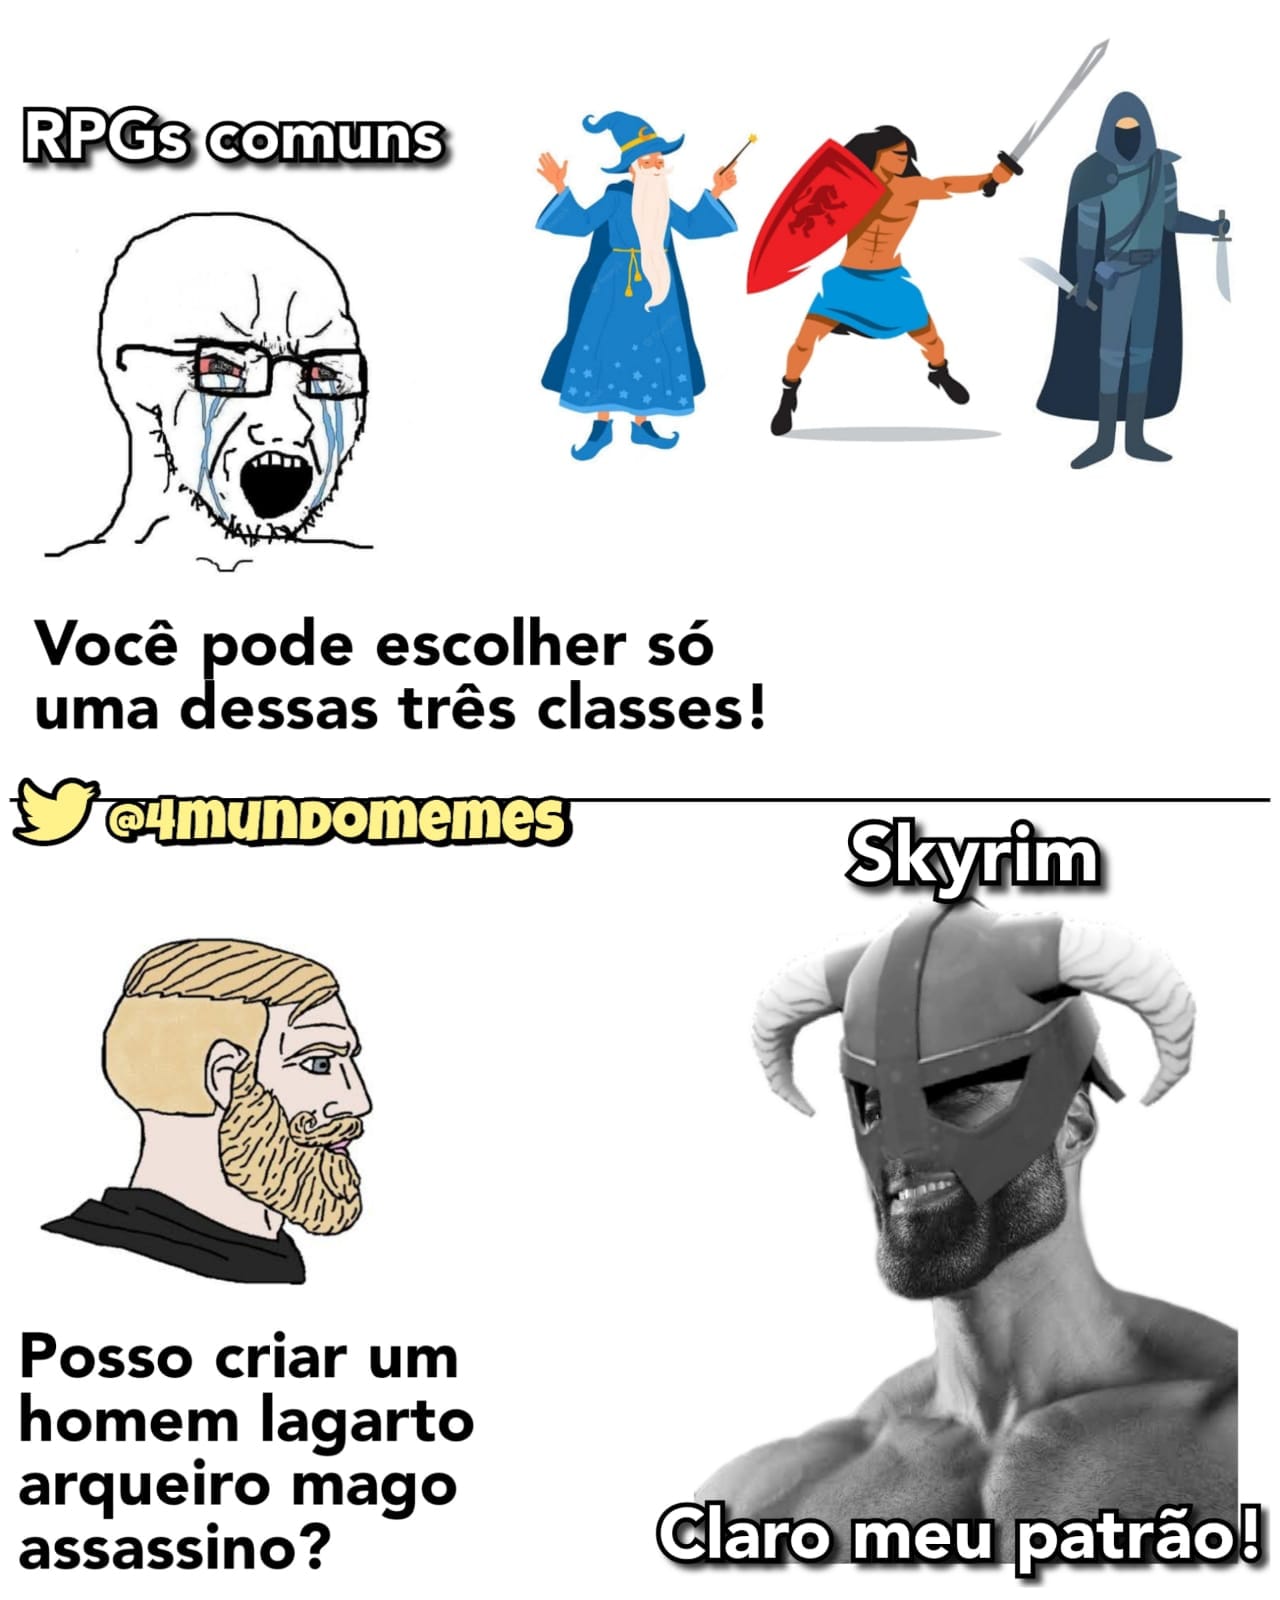 RPGs comuns
Você pode escolher só
uma dessas três classes!
@4mundomemes
Skyrim
Posso criar um
homem lagarto
arqueiro mago
assassino?
Claro meu patrão!